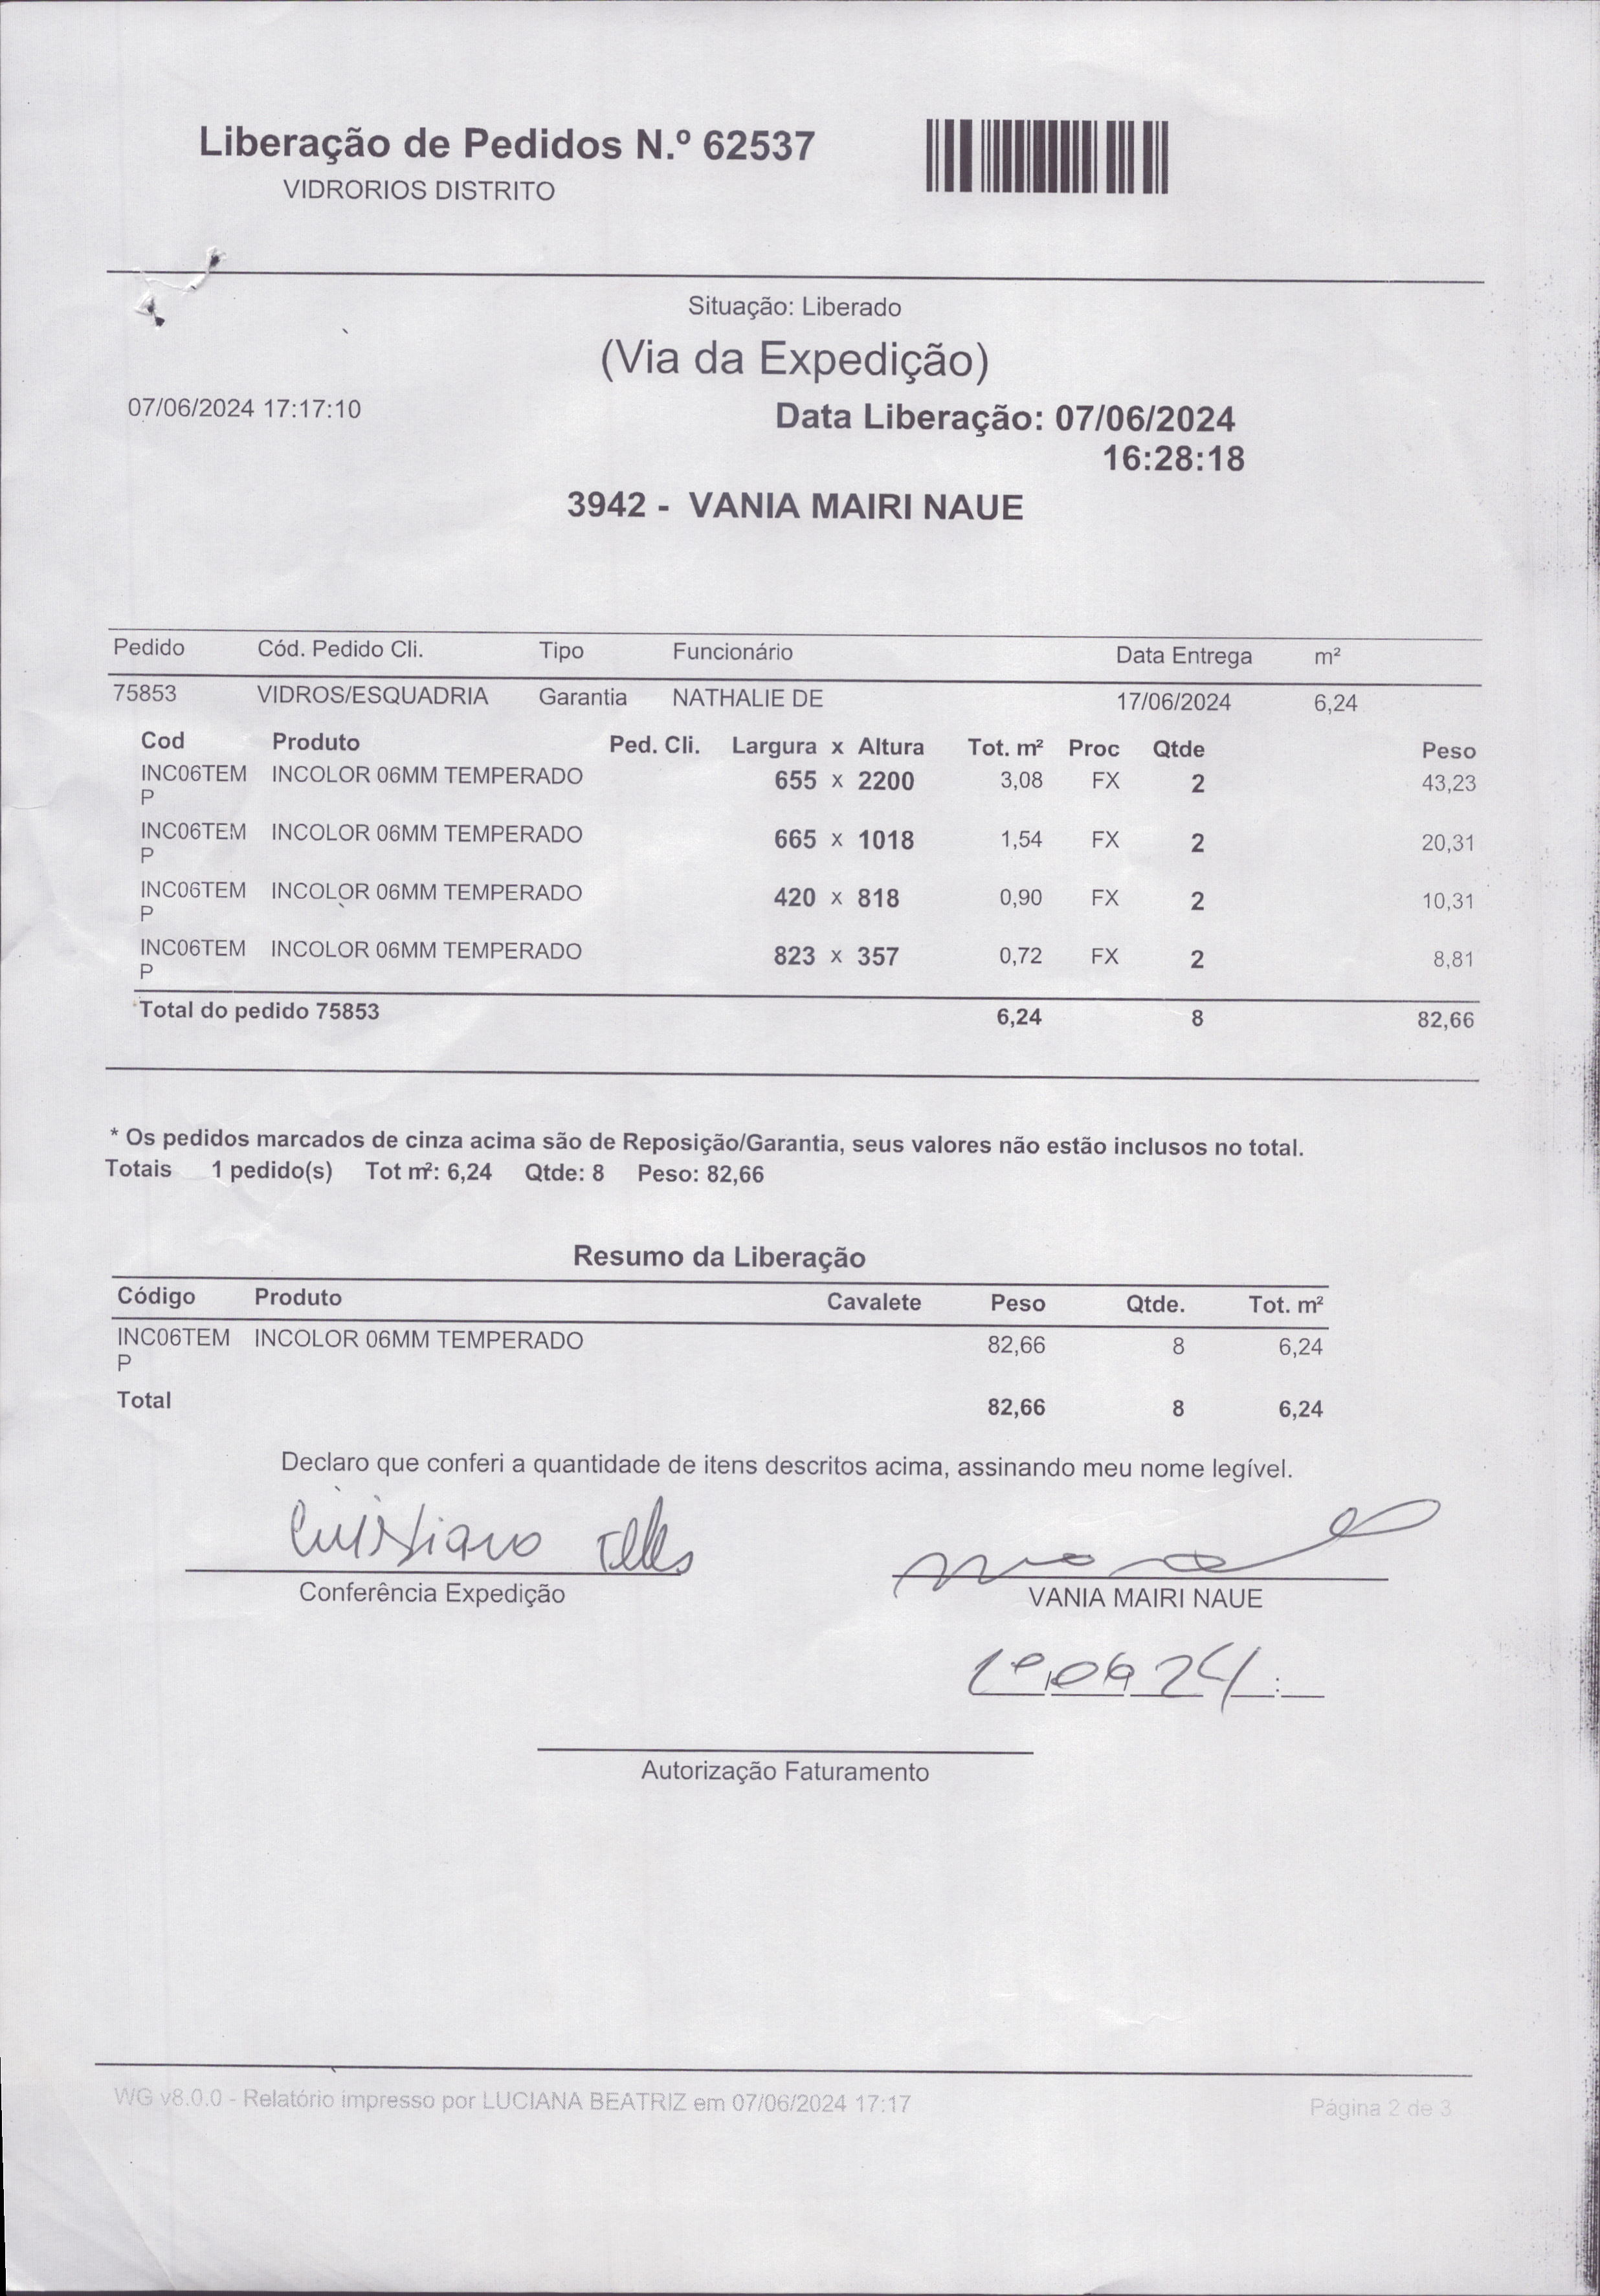 Liberação de Pedidos N.º 62537
VIDRORIOS DISTRITO
Situação: Liberado
(Via da Expedição)
07/06/2024 17:17:10
Data Liberação: 07/06/2024
16:28:18
3942 - VANIA MAIRI NAUE
Pedido Cód. Pedido Cli. Tipo Funcionário Data Entrega m²
75853 VIDROS/ESQUADRIA Garantia NATHALIE DE 17/06/2024 6,24
Cod Produto Ped. Cli. Largura x Altura Tot. m² Proc Qtde Peso
INC06TEM INCOLOR 06MM TEMPERADO 655 x 2200 3,08 FX 2 43,23
P
INC06TEM INCOLOR 06MM TEMPERADO 665 x 1018 1,54 FX 2 20,31
P
INC06TEM INCOLOR 06MM TEMPERADO 420 x 818 0,90 FX 2 10,31
P
INC06TEM INCOLOR 06MM TEMPERADO 823 x 357 0,72 FX 2 8,81
P
Total do pedido 75853 6,24 8 82,66
* Os pedidos marcados de cinza acima são de Reposição/Garantia, seus valores não estão inclusos no total.
Totais 1 pedido(s) Tot m²: 6,24 Qtde: 8 Peso: 82,66
Resumo da Liberação
Código Produto Cavalete Peso Qtde. Tot. m²
INC06TEM INCOLOR 06MM TEMPERADO 82,66 8 6,24
P
Total 82,66 8 6,24
Declaro que conferi a quantidade de itens descritos acima, assinando meu nome legível.
Conferência Expedição
VANIA MAIRI NAUE
Autorização Faturamento
WG v8.0.0 - Relatório impresso por LUCIANA BEATRIZ em 07/06/2024 17:17
Página 2 de 3